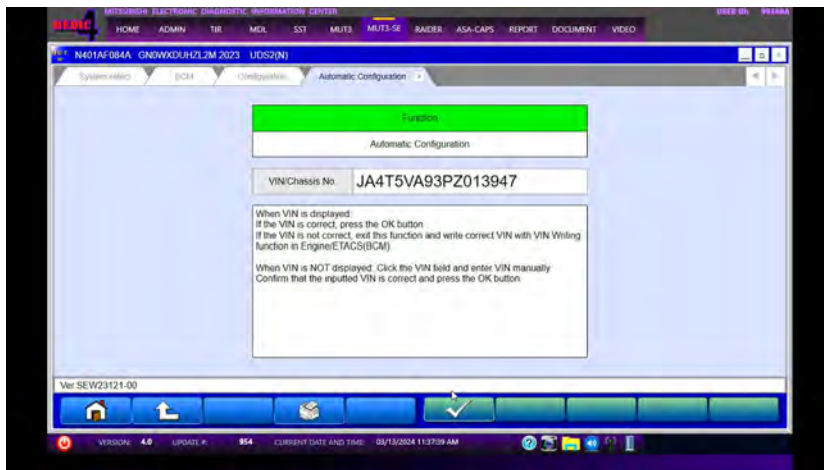 MITSUBISHI ELECTRONIC DIAGNOSTIC INFORMATION CENTER
MEDIC 4
HOME ADMIN TIR MDL SST MUT3 MUT3-SE RAIDER ASA-CAPS REPORT DOCUMENT VIDEO
N401AF084A GN0WXDUHZL2M 2023 UDS2(N)
System select BCM Configuration Automatic Configuration
Function
Automatic Configuration
VIN/Chassis No. JA4T5VA93PZ013947
When VIN is displayed:
If the VIN is correct, press the OK button
If the VIN is not correct, exit this function and write correct VIN with VIN Writing
function in Engine/ETACS(BCM)
When VIN is NOT displayed: Click the VIN field and enter VIN manually
Confirm that the inputted VIN is correct and press the OK button
Ver.SEW23121-00
VERSION: 4.0 UPDATE #: 954 CURRENT DATE AND TIME: 03/13/2024 11:37:39 AM